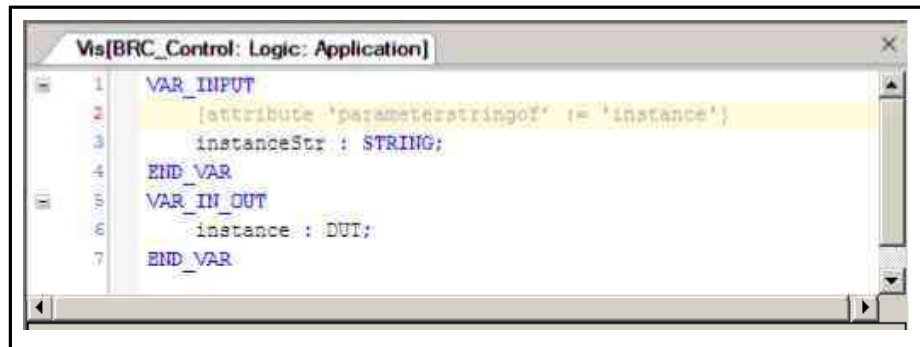 Vis[BRC_Control: Logic: Application]
1 VAR_INPUT
2 {attribute 'parameterstringof' := 'instance'}
3 instanceStr : STRING;
4 END_VAR
5 VAR_IN_OUT
6 instance : DUT;
7 END_VAR